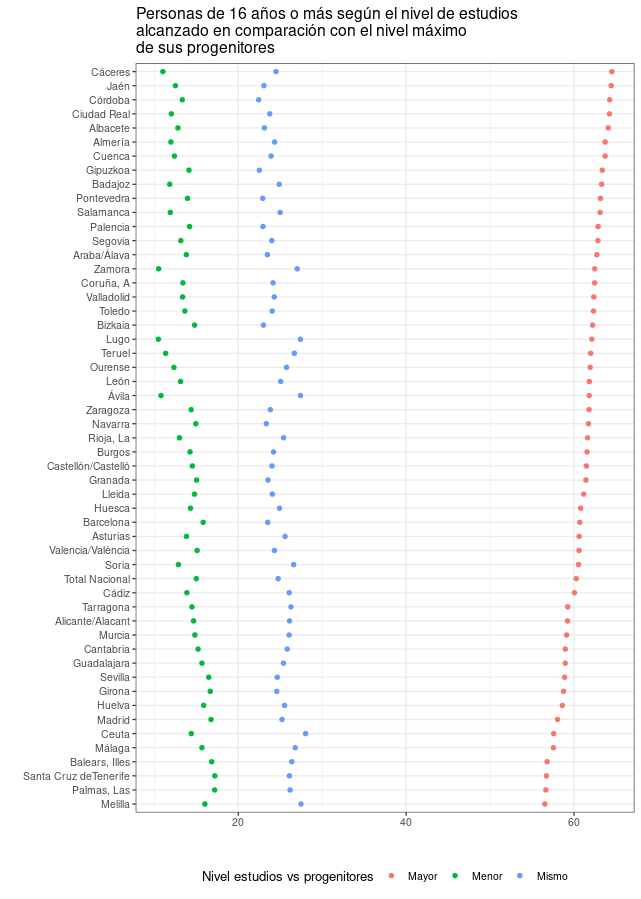 Personas de 16 años o más según el nivel de estudios
alcanzado en comparación con el nivel máximo
de sus progenitores
Cáceres
Jaén
Córdoba
Ciudad Real
Albacete
Almería
Cuenca
Gipuzkoa
Badajoz
Pontevedra
Salamanca
Palencia
Segovia
Araba/Álava
Zamora
Coruña, A
Valladolid
Toledo
Bizkaia
Lugo
Teruel
Ourense
León
Ávila
Zaragoza
Navarra
Rioja, La
Burgos
Castellón/Castelló
Granada
Lleida
Huesca
Barcelona
Asturias
Valencia/València
Soria
Total Nacional
Cádiz
Tarragona
Alicante/Alacant
Murcia
Cantabria
Guadalajara
Sevilla
Girona
Huelva
Madrid
Ceuta
Málaga
Balears, Illes
Santa Cruz deTenerife
Palmas, Las
Melilla
20 40 60
Nivel estudios vs progenitores Mayor Menor Mismo